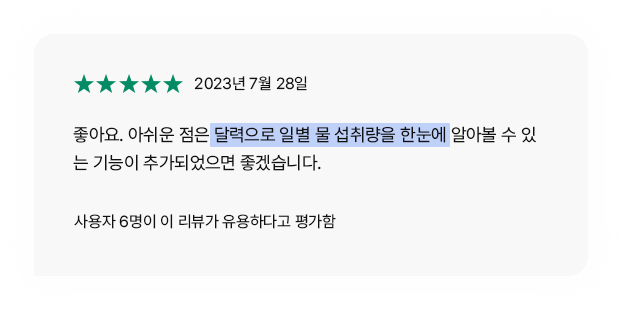 ★★★★★ 2023년 7월 28일
좋아요. 아쉬운 점은 달력으로 일별 물 섭취량을 한눈에 알아볼 수 있
는 기능이 추가되었으면 좋겠습니다.
사용자 6명이 이 리뷰가 유용하다고 평가함